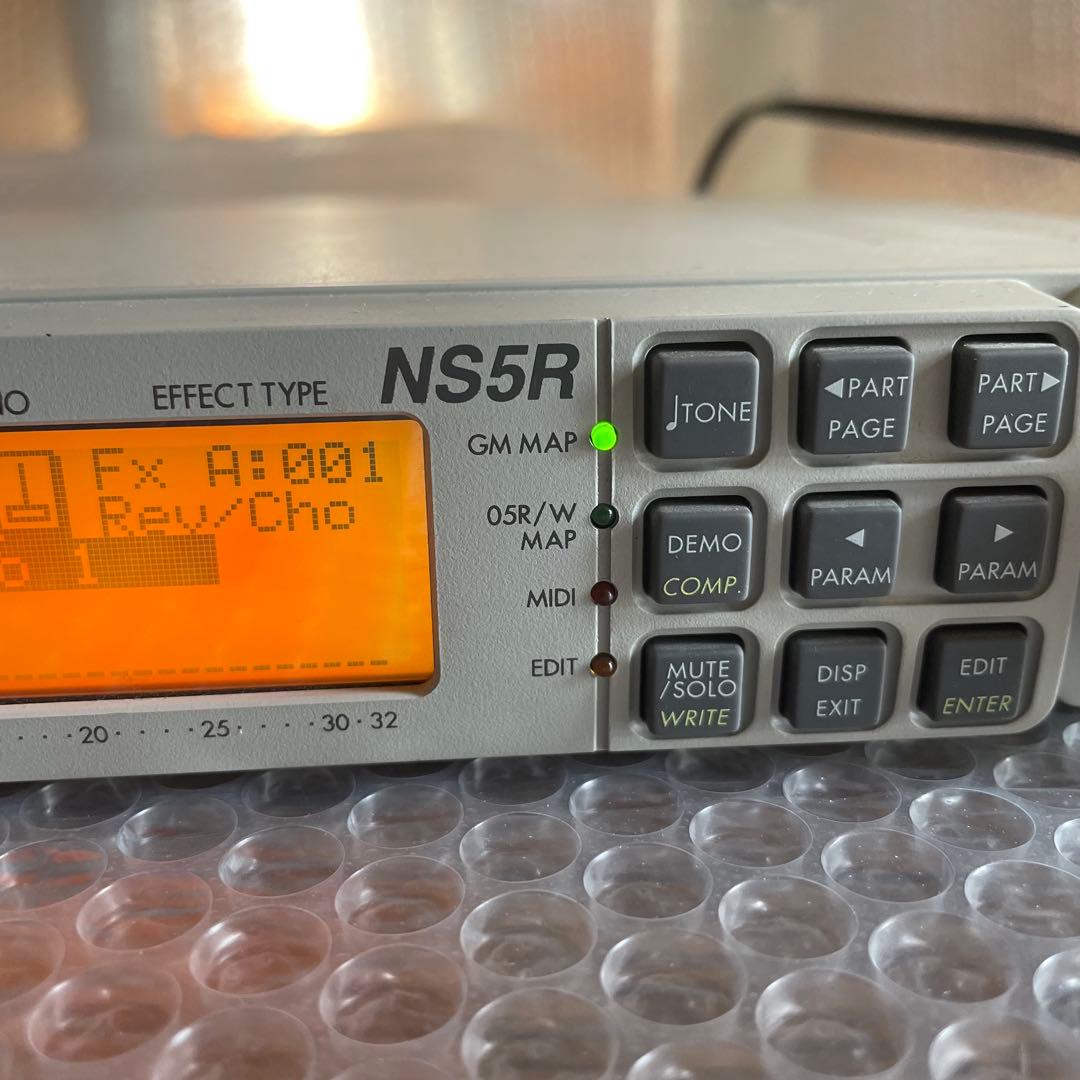 EFFECT TYPE
NS5R
Fx A:001
Rev/Cho
1
20 · · · · 25 · · · · 30 · 32
GM MAP
05R/W
MAP
MIDI
EDIT
♩TONE
◀PART
PAGE
PART▶
PAGE
DEMO
COMP.
◀
PARAM
▶
PARAM
MUTE
/SOLO
WRITE
DISP
EXIT
EDIT
ENTER